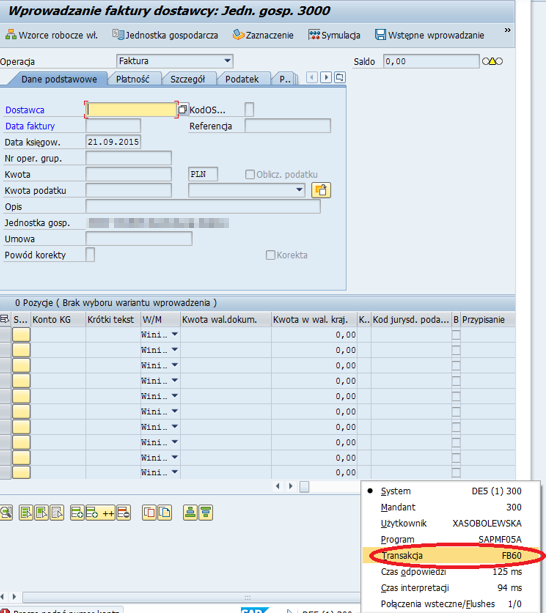 Wprowadzanie faktury dostawcy: Jedn. gosp. 3000
Wzorce robocze wł. Jednostka gospodarcza Zaznaczenie Symulacja Wstępne wprowadzanie »
Operacja Faktura Saldo 0,00
Dane podstawowe Płatność Szczegół Podatek P..
Dostawca KodOS...
Data faktury Referencja
Data księgow. 21.09.2015
Nr oper. grup.
Kwota PLN Oblicz. podatku
Kwota podatku
Opis
Jednostka gosp.
Umowa
Powód korekty Korekta
0 Pozycje ( Brak wyboru wariantu wprowadzenia )
S... Konto KG Krótki tekst W/M Kwota wal.dokum. Kwota w wal. kraj. K.. Kod jurysd. poda... B Przypisanie
Wini… 0,00
Wini… 0,00
Wini… 0,00
Wini… 0,00
Wini… 0,00
Wini… 0,00
Wini… 0,00
Wini… 0,00
Wini… 0,00
Wini… 0,00
System DE5 (1) 300
Mandant 300
Użytkownik XASOBOLEWSKA
Program SAPMF05A
Transakcja FB60
Czas odpowiedzi 125 ms
Czas interpretacji 94 ms
Połączenia wsteczne/Flushes 1/0